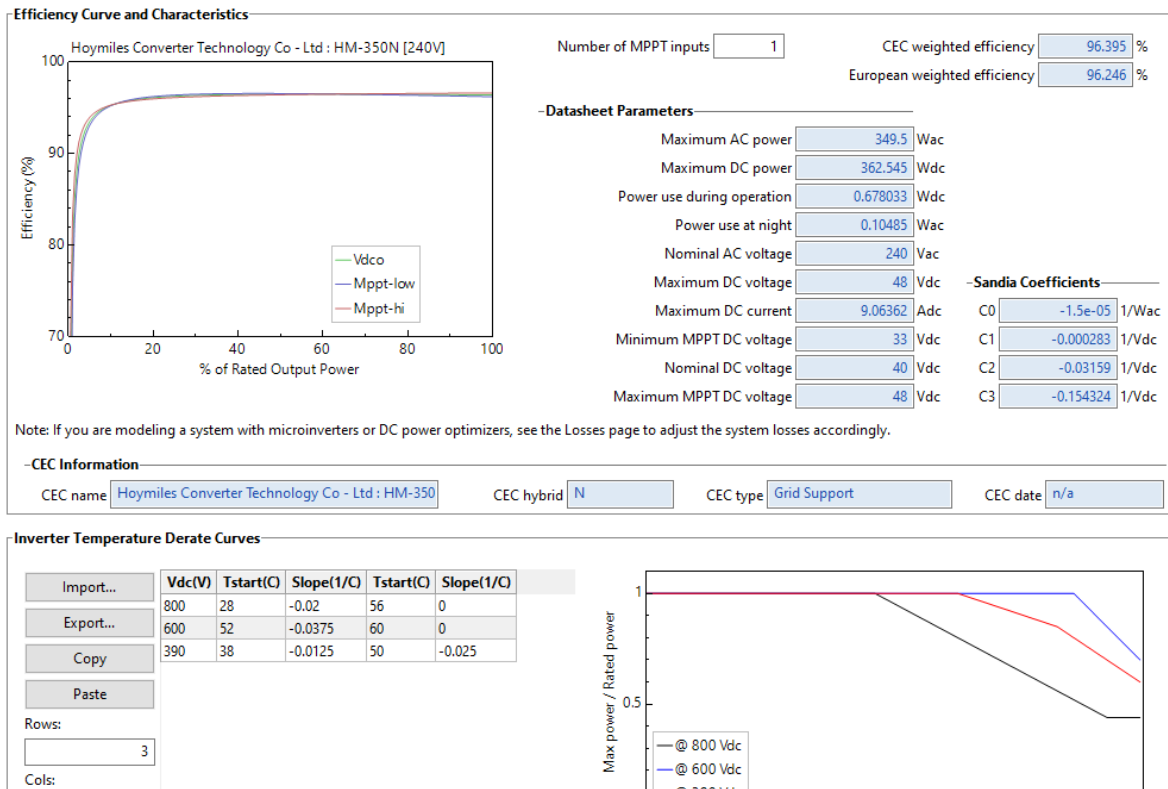 Efficiency Curve and Characteristics
Hoymiles Converter Technology Co - Ltd : HM-350N [240V]
100
90
80
70
Efficiency (%)
0 20 40 60 80 100
% of Rated Output Power
Vdco
Mppt-low
Mppt-hi
Number of MPPT inputs 1
CEC weighted efficiency 96.395 %
European weighted efficiency 96.246 %
Datasheet Parameters
Maximum AC power 349.5 Wac
Maximum DC power 362.545 Wdc
Power use during operation 0.678033 Wdc
Power use at night 0.10485 Wac
Nominal AC voltage 240 Vac
Maximum DC voltage 48 Vdc
Maximum DC current 9.06362 Adc
Minimum MPPT DC voltage 33 Vdc
Nominal DC voltage 40 Vdc
Maximum MPPT DC voltage 48 Vdc
Sandia Coefficients
C0 -1.5e-05 1/Wac
C1 -0.000283 1/Vdc
C2 -0.03159 1/Vdc
C3 -0.154324 1/Vdc
Note: If you are modeling a system with microinverters or DC power optimizers, see the Losses page to adjust the system losses accordingly.
CEC Information
CEC name Hoymiles Converter Technology Co - Ltd : HM-350 CEC hybrid N CEC type Grid Support CEC date n/a
Inverter Temperature Derate Curves
Import...
Export...
Copy
Paste
Rows:
3
Cols:
Vdc(V) Tstart(C) Slope(1/C) Tstart(C) Slope(1/C)
800 28 -0.02 56 0
600 52 -0.0375 60 0
390 38 -0.0125 50 -0.025
1
0.5
Max power / Rated power
@ 800 Vdc
@ 600 Vdc